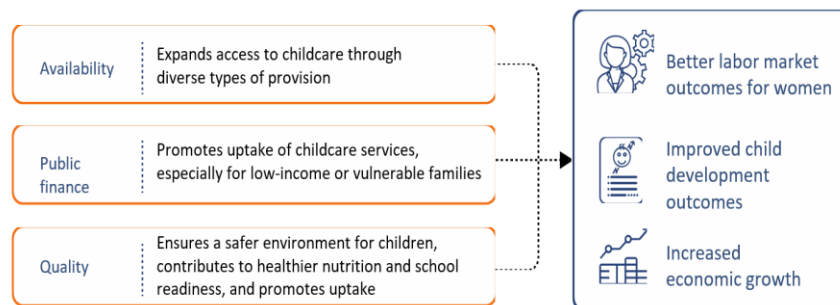 Availability
Expands access to childcare through
diverse types of provision
Public
finance
Promotes uptake of childcare services,
especially for low-income or vulnerable families
Quality
Ensures a safer environment for children,
contributes to healthier nutrition and school
readiness, and promotes uptake
Better labor market
outcomes for women
Improved child
development
outcomes
Increased
economic growth